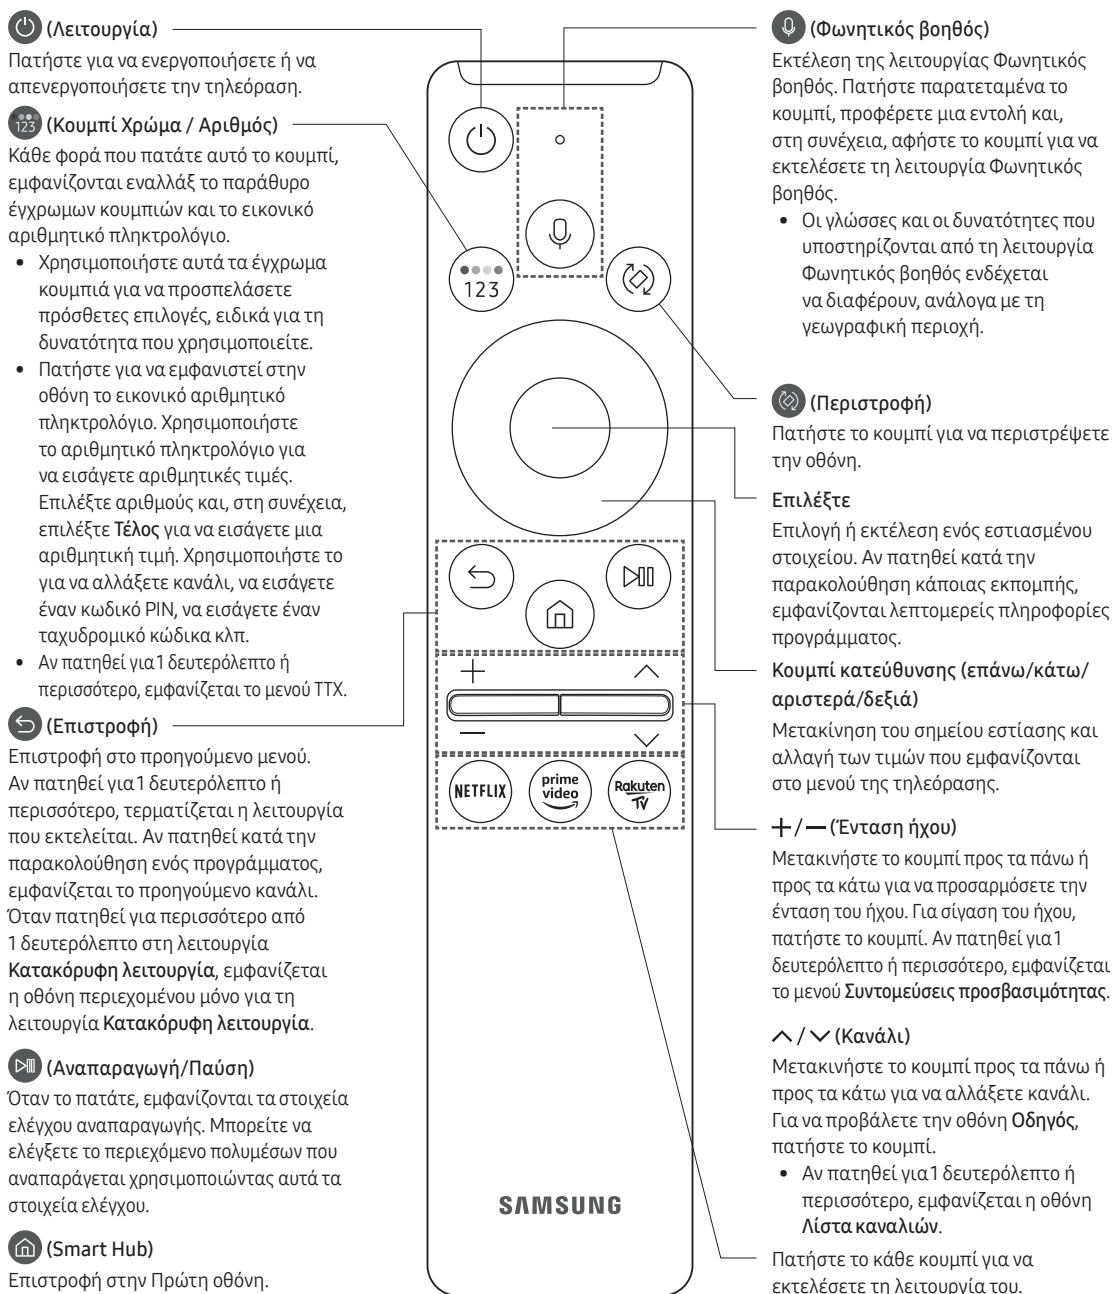 (Λειτουργία)
Πατήστε για να ενεργοποιήσετε ή να
απενεργοποιήσετε την τηλεόραση.
123 (Κουμπί Χρώμα / Αριθμός)
Κάθε φορά που πατάτε αυτό το κουμπί,
εμφανίζονται εναλλάξ το παράθυρο
έγχρωμων κουμπιών και το εικονικό
αριθμητικό πληκτρολόγιο.
• Χρησιμοποιήστε αυτά τα έγχρωμα
κουμπιά για να προσπελάσετε
πρόσθετες επιλογές, ειδικά για τη
δυνατότητα που χρησιμοποιείτε.
• Πατήστε για να εμφανιστεί στην
οθόνη το εικονικό αριθμητικό
πληκτρολόγιο. Χρησιμοποιήστε
το αριθμητικό πληκτρολόγιο για
να εισάγετε αριθμητικές τιμές.
Επιλέξτε αριθμούς και, στη συνέχεια,
επιλέξτε Τέλος για να εισάγετε μια
αριθμητική τιμή. Χρησιμοποιήστε το
για να αλλάξετε κανάλι, να εισάγετε
έναν κωδικό PIN, να εισάγετε έναν
ταχυδρομικό κώδικα κλπ.
• Αν πατηθεί για 1 δευτερόλεπτο ή
περισσότερο, εμφανίζεται το μενού TTX.
(Επιστροφή)
Επιστροφή στο προηγούμενο μενού.
Αν πατηθεί για 1 δευτερόλεπτο ή
περισσότερο, τερματίζεται η λειτουργία
που εκτελείται. Αν πατηθεί κατά την
παρακολούθηση ενός προγράμματος,
εμφανίζεται το προηγούμενο κανάλι.
Όταν πατηθεί για περισσότερο από
1 δευτερόλεπτο στη λειτουργία
Κατακόρυφη λειτουργία, εμφανίζεται
η οθόνη περιεχομένου μόνο για τη
λειτουργία Κατακόρυφη λειτουργία.
(Αναπαραγωγή/Παύση)
Όταν το πατάτε, εμφανίζονται τα στοιχεία
ελέγχου αναπαραγωγής. Μπορείτε να
ελέγξετε το περιεχόμενο πολυμέσων που
αναπαράγεται χρησιμοποιώντας αυτά τα
στοιχεία ελέγχου.
(Smart Hub)
Επιστροφή στην Πρώτη οθόνη.
123
NETFLIX
prime
video
Rakuten
TV
SAMSUNG
(Φωνητικός βοηθός)
Εκτέλεση της λειτουργίας Φωνητικός
βοηθός. Πατήστε παρατεταμένα το
κουμπί, προφέρετε μια εντολή και,
στη συνέχεια, αφήστε το κουμπί για να
εκτελέσετε τη λειτουργία Φωνητικός
βοηθός.
• Οι γλώσσες και οι δυνατότητες που
υποστηρίζονται από τη λειτουργία
Φωνητικός βοηθός ενδέχεται
να διαφέρουν, ανάλογα με τη
γεωγραφική περιοχή.
(Περιστροφή)
Πατήστε το κουμπί για να περιστρέψετε
την οθόνη.
Επιλέξτε
Επιλογή ή εκτέλεση ενός εστιασμένου
στοιχείου. Αν πατηθεί κατά την
παρακολούθηση κάποιας εκπομπής,
εμφανίζονται λεπτομερείς πληροφορίες
προγράμματος.
Κουμπί κατεύθυνσης (επάνω/κάτω/
αριστερά/δεξιά)
Μετακίνηση του σημείου εστίασης και
αλλαγή των τιμών που εμφανίζονται
στο μενού της τηλεόρασης.
+ / — (Ένταση ήχου)
Μετακινήστε το κουμπί προς τα πάνω ή
προς τα κάτω για να προσαρμόσετε την
ένταση του ήχου. Για σίγαση του ήχου,
πατήστε το κουμπί. Αν πατηθεί για 1
δευτερόλεπτο ή περισσότερο, εμφανίζεται
το μενού Συντομεύσεις προσβασιμότητας.
/ (Κανάλι)
Μετακινήστε το κουμπί προς τα πάνω ή
προς τα κάτω για να αλλάξετε κανάλι.
Για να προβάλετε την οθόνη Οδηγός,
πατήστε το κουμπί.
• Αν πατηθεί για 1 δευτερόλεπτο ή
περισσότερο, εμφανίζεται η οθόνη
Λίστα καναλιών.
Πατήστε το κάθε κουμπί για να
εκτελέσετε τη λειτουργία του.